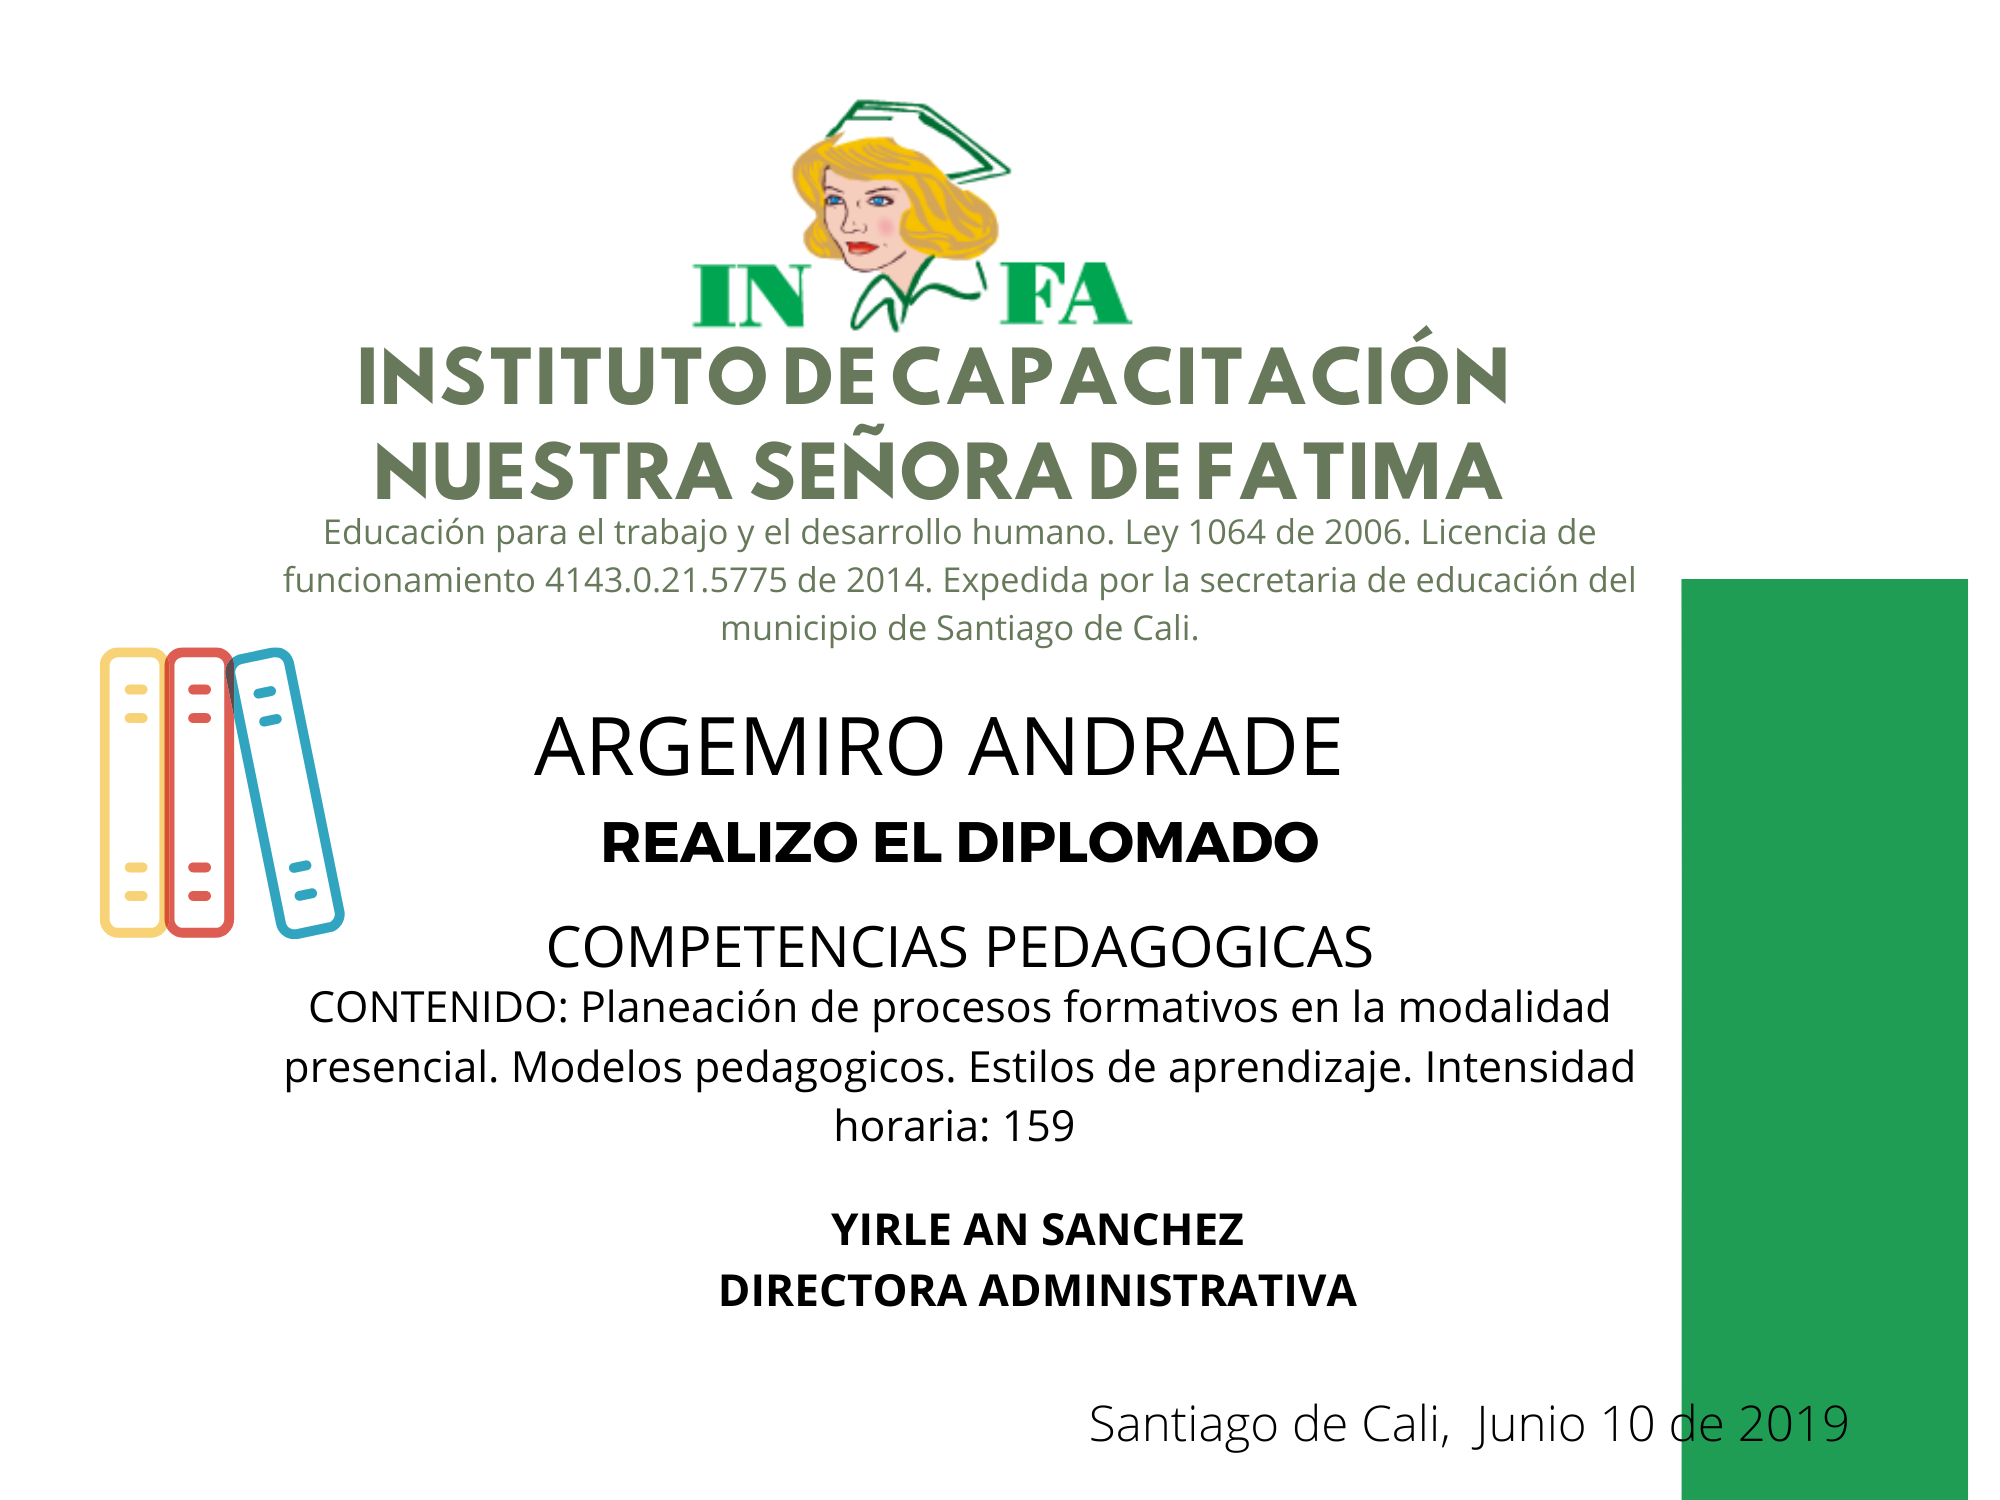 IN FA
INSTITUTO DE CAPACITACIÓN
NUESTRA SEÑORA DE FATIMA
Educación para el trabajo y el desarrollo humano. Ley 1064 de 2006. Licencia de
funcionamiento 4143.0.21.5775 de 2014. Expedida por la secretaria de educación del
municipio de Santiago de Cali.
ARGEMIRO ANDRADE
REALIZO EL DIPLOMADO
COMPETENCIAS PEDAGOGICAS
CONTENIDO: Planeación de procesos formativos en la modalidad
presencial. Modelos pedagogicos. Estilos de aprendizaje. Intensidad
horaria: 159
YIRLE AN SANCHEZ
DIRECTORA ADMINISTRATIVA
Santiago de Cali, Junio 10 de 2019